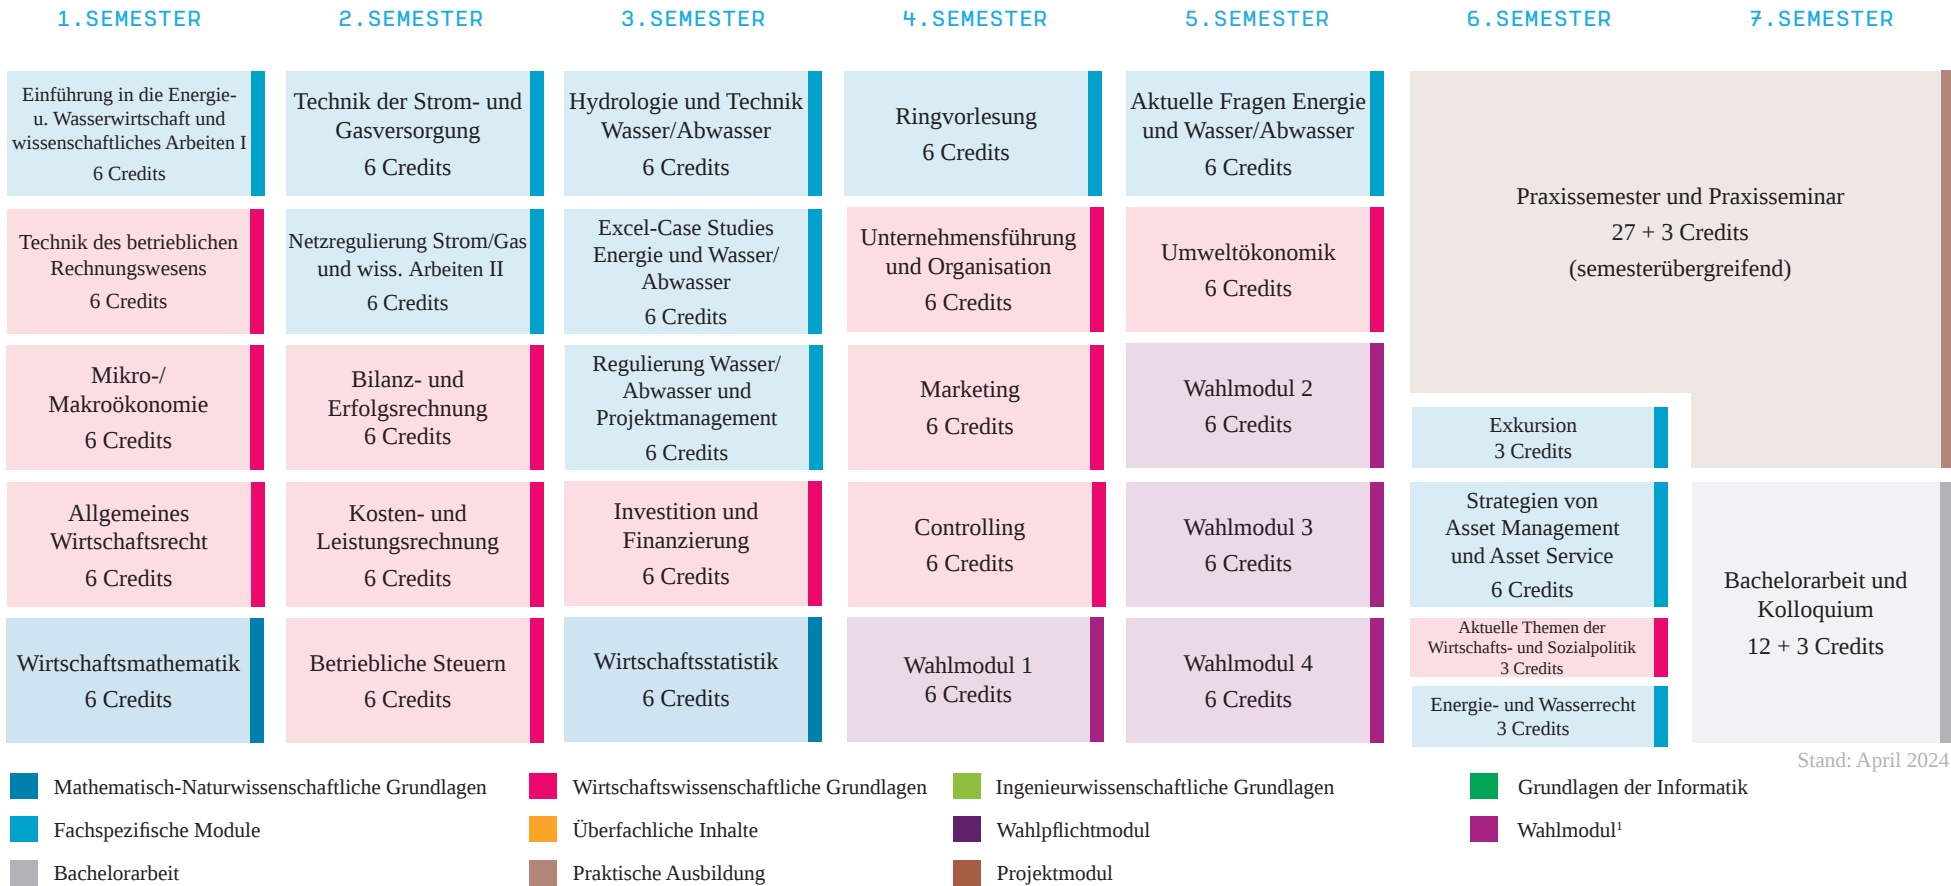 1.SEMESTER
2.SEMESTER
3.SEMESTER
4.SEMESTER
5.SEMESTER
6.SEMESTER
7.SEMESTER
Einführung in die Energie-
u. Wasserwirtschaft und
wissenschaftliches Arbeiten I
6 Credits
Technik des betrieblichen
Rechnungswesens
6 Credits
Mikro-/
Makroökonomie
6 Credits
Allgemeines
Wirtschaftsrecht
6 Credits
Wirtschaftsmathematik
6 Credits
Technik der Strom- und
Gasversorgung
6 Credits
Netzregulierung Strom/Gas
und wiss. Arbeiten II
6 Credits
Bilanz- und
Erfolgsrechnung
6 Credits
Kosten- und
Leistungsrechnung
6 Credits
Betriebliche Steuern
6 Credits
Hydrologie und Technik
Wasser/Abwasser
6 Credits
Excel-Case Studies
Energie und Wasser/
Abwasser
6 Credits
Regulierung Wasser/
Abwasser und
Projektmanagement
6 Credits
Investition und
Finanzierung
6 Credits
Wirtschaftsstatistik
6 Credits
Ringvorlesung
6 Credits
Unternehmensführung
und Organisation
6 Credits
Marketing
6 Credits
Controlling
6 Credits
Wahlmodul 1
6 Credits
Aktuelle Fragen Energie
und Wasser/Abwasser
6 Credits
Umweltökonomik
6 Credits
Wahlmodul 2
6 Credits
Wahlmodul 3
6 Credits
Wahlmodul 4
6 Credits
Praxissemester und Praxisseminar
27 + 3 Credits
(semesterübergreifend)
Exkursion
3 Credits
Strategien von
Asset Management
und Asset Service
6 Credits
Aktuelle Themen der
Wirtschafts- und Sozialpolitik
3 Credits
Energie- und Wasserrecht
3 Credits
Bachelorarbeit und
Kolloquium
12 + 3 Credits
Stand: April 2024
Mathematisch-Naturwissenschaftliche Grundlagen
Wirtschaftswissenschaftliche Grundlagen
Ingenieurwissenschaftliche Grundlagen
Grundlagen der Informatik
Fachspezifische Module
Überfachliche Inhalte
Wahlpflichtmodul
Wahlmodul¹
Bachelorarbeit
Praktische Ausbildung
Projektmodul